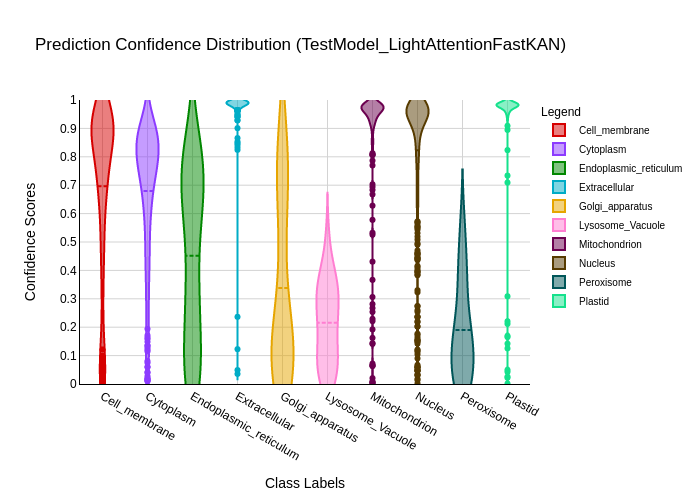 Prediction Confidence Distribution (TestModel_LightAttentionFastKAN)
Legend
Cell_membrane
Cytoplasm
Endoplasmic_reticulum
Extracellular
Golgi_apparatus
Lysosome_Vacuole
Mitochondrion
Nucleus
Peroxisome
Plastid
Confidence Scores
1
0.9
0.8
0.7
0.6
0.5
0.4
0.3
0.2
0.1
0
Cell_membrane
Cytoplasm
Endoplasmic_reticulum
Extracellular
Golgi_apparatus
Lysosome_Vacuole
Mitochondrion
Nucleus
Peroxisome
Plastid
Class Labels